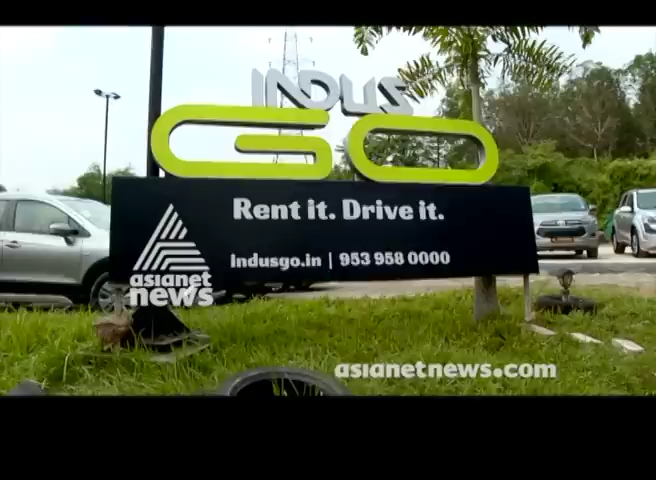 INDUS
GO
Rent it. Drive it.
indusgo.in | 953 958 0000
asianet
news
asianetnews.com